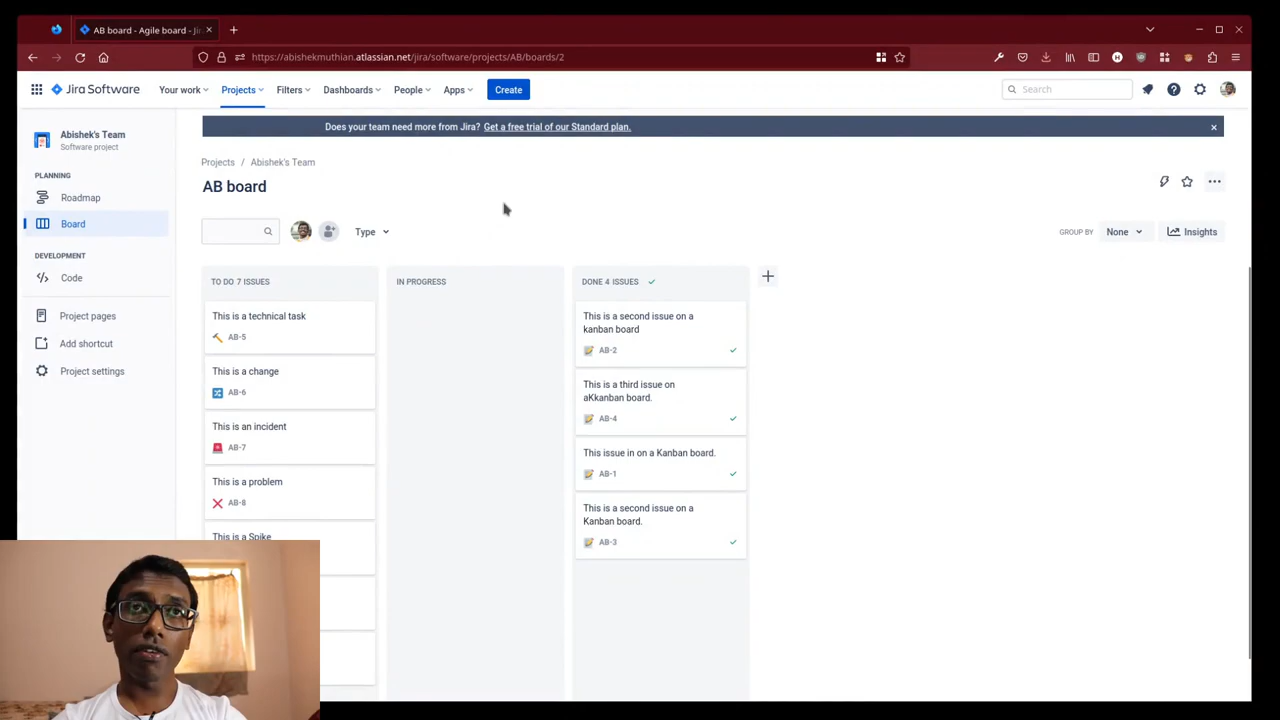 AB board - Agile board - Jir
https://abishekmuthian.atlassian.net/jira/software/projects/AB/boards/2
Jira Software
Your work
Projects
Filters
Dashboards
People
Apps
Create
Search
Does your team need more from Jira? Get a free trial of our Standard plan.
Abishek's Team
Software project
PLANNING
Roadmap
Board
DEVELOPMENT
Code
Project pages
Add shortcut
Project settings
Projects / Abishek's Team
AB board
Type
GROUP BY
None
Insights
TO DO 7 ISSUES
This is a technical task
AB-5
This is a change
AB-6
This is an incident
AB-7
This is a problem
AB-8
This is a Spike
IN PROGRESS
DONE 4 ISSUES
This is a second issue on a
kanban board
AB-2
This is a third issue on
aKkanban board.
AB-4
This issue in on a Kanban board.
AB-1
This is a second issue on a
Kanban board.
AB-3